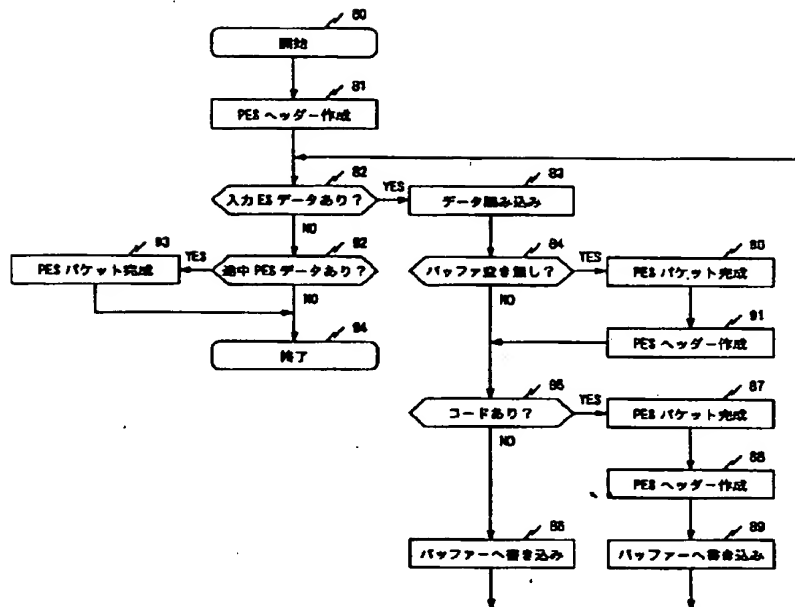 80
開始
81
PES ヘッダー作成
82
入力 ES データあり？
YES
83
データ読み込み
NO
93
PES パケット完成
YES
92
途中 PES データあり？
84
バッファ空き無し？
YES
90
PES パケット完成
NO
NO
91
PES ヘッダー作成
94
終了
85
コードあり？
YES
87
PES パケット完成
NO
88
PES ヘッダー作成
86
バッファーへ書き込み
89
バッファーへ書き込み